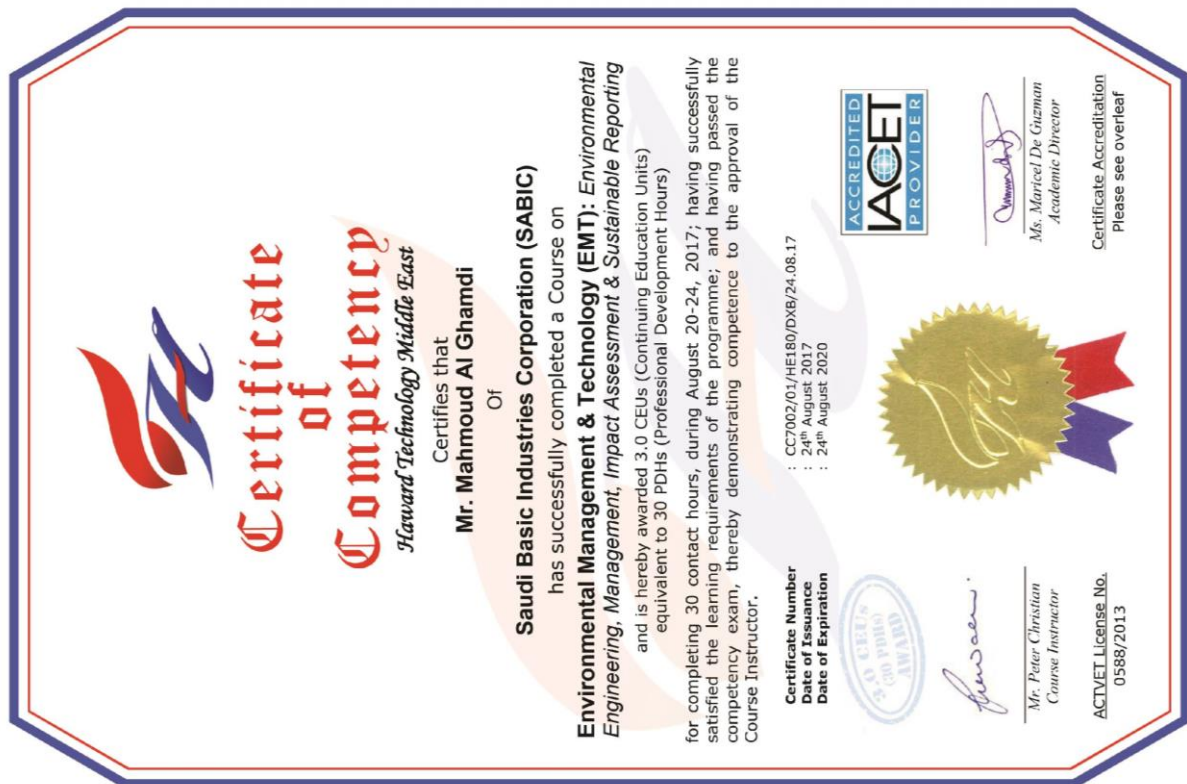 Certificate
of
Competency
Haward Technology Middle East
Certifies that
Mr. Mahmoud Al Ghamdi
Of
Saudi Basic Industries Corporation (SABIC)
has successfully completed a Course on
Environmental Management & Technology (EMT): Environmental
Engineering, Management, Impact Assessment & Sustainable Reporting
and is hereby awarded 3.0 CEUs (Continuing Education Units)
equivalent to 30 PDHs (Professional Development Hours)
for completing 30 contact hours, during August 20-24, 2017; having successfully
satisfied the learning requirements of the programme; and having passed the
competency exam, thereby demonstrating competence to the approval of the
Course Instructor.
Certificate Number : CC7002/01/HE180/DXB/24.08.17
Date of Issuance : 24th August 2017
Date of Expiration : 24th August 2020
3.0 CEUs
(30 PDHs)
AWARD
ACCREDITED
IACET
PROVIDER
Mr. Peter Christian
Course Instructor
Ms. Maricel De Guzman
Academic Director
ACTVET License No.
0588/2013
Certificate Accreditation
Please see overleaf